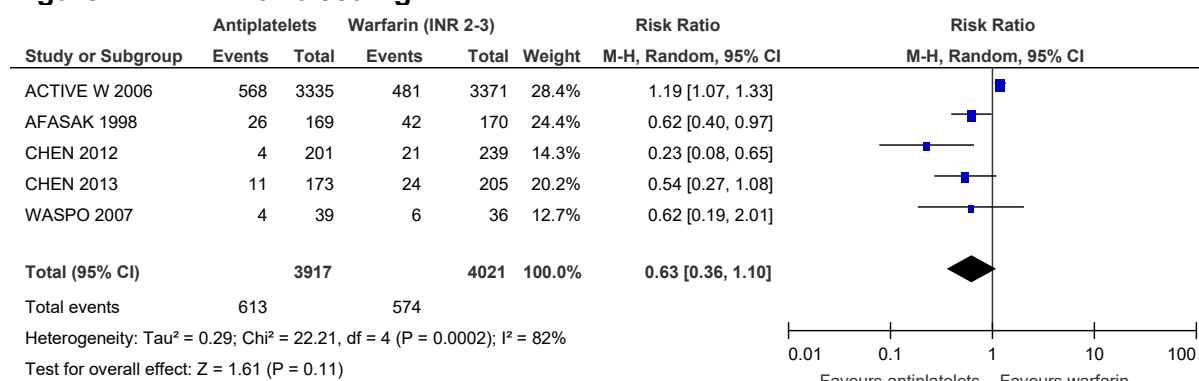 Antiplatelets Warfarin (INR 2-3) Risk Ratio Risk Ratio
Study or Subgroup Events Total Events Total Weight M-H, Random, 95% CI M-H, Random, 95% CI
ACTIVE W 2006 568 3335 481 3371 28.4% 1.19 [1.07, 1.33]
AFASAK 1998 26 169 42 170 24.4% 0.62 [0.40, 0.97]
CHEN 2012 4 201 21 239 14.3% 0.23 [0.08, 0.65]
CHEN 2013 11 173 24 205 20.2% 0.54 [0.27, 1.08]
WASPO 2007 4 39 6 36 12.7% 0.62 [0.19, 2.01]
Total (95% CI) 3917 4021 100.0% 0.63 [0.36, 1.10]
Total events 613 574
Heterogeneity: Tau² = 0.29; Chi² = 22.21, df = 4 (P = 0.0002); I² = 82%
Test for overall effect: Z = 1.61 (P = 0.11)
0.01 0.1 1 10 100
Favours antiplatelets Favours warfarin